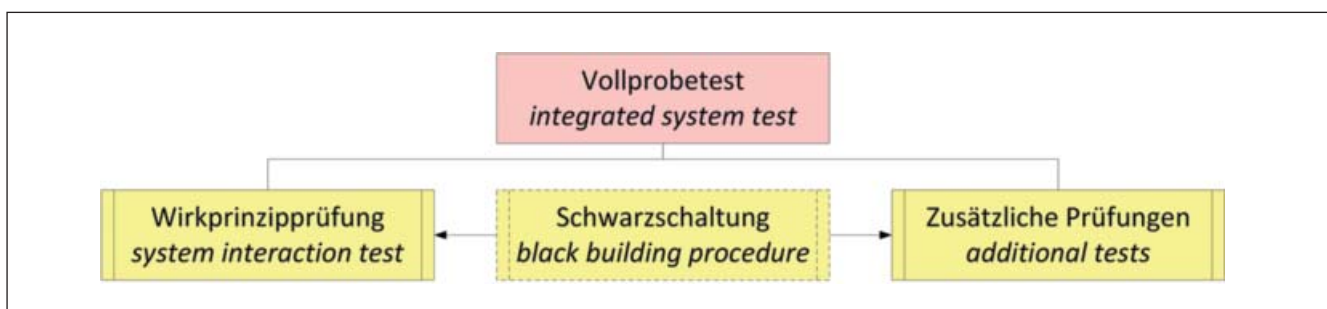 Vollprobetest
integrated system test
Wirkprinzipprüfung
system interaction test
Schwarzschaltung
black building procedure
Zusätzliche Prüfungen
additional tests